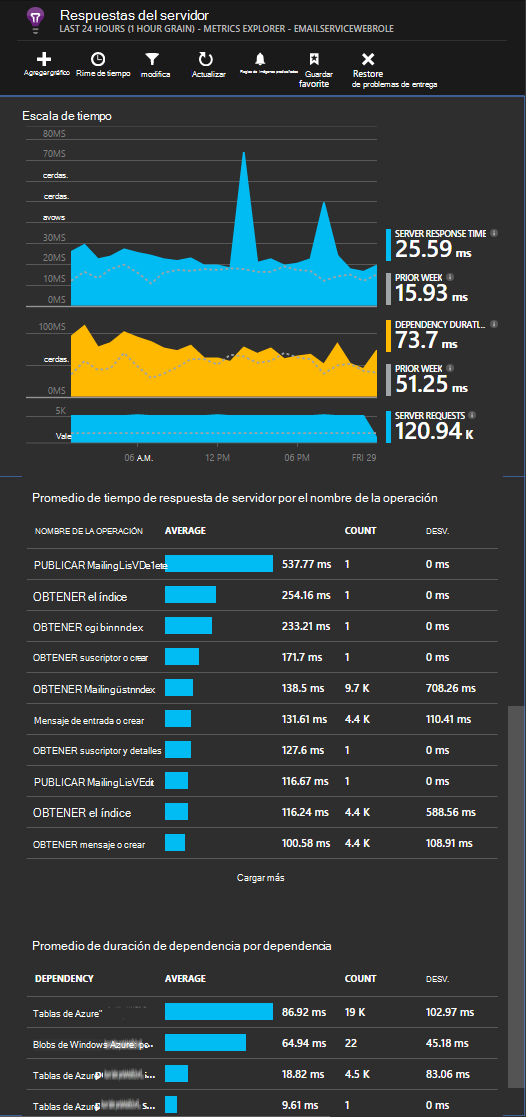 Respuestas del servidor
LAST 24 HOURS (1 HOUR GRAIN) - METRICS EXPLORER - EMAILSERVICEWEBROLE
Agregar gráfico
Rime de tiempo
modifica
Actualizar
Reglas de imágenes prediseñadas
Guardar
favorite
Restore
de problemas de entrega
Escala de tiempo
80MS
70MS
cerdas.
cerdas.
avows
30MS
20MS
10MS
0MS
SERVER RESPONSE TIME
25.59 ms
PRIOR WEEK
15.93 ms
100MS
cerdas.
0MS
DEPENDENCY DURATI...
73.7 ms
PRIOR WEEK
51.25 ms
5K
Vale
SERVER REQUESTS
120.94 K
06 A.M. 12 PM 06 PM FRI 29
Promedio de tiempo de respuesta de servidor por el nombre de la operación
NOMBRE DE LA OPERACIÓN AVERAGE COUNT DESV.
PUBLICAR MailingLisVDe1ete 537.77 ms 1 0 ms
OBTENER el índice 254.16 ms 1 0 ms
OBTENER cgi binnndex 233.21 ms 1 0 ms
OBTENER suscriptor o crear 171.7 ms 1 0 ms
OBTENER Mailingüstnndex 138.5 ms 9.7 K 708.26 ms
Mensaje de entrada o crear 131.61 ms 4.4 K 110.41 ms
OBTENER suscriptor y detalles 127.6 ms 1 0 ms
PUBLICAR MailingLisVEdit 116.67 ms 1 0 ms
OBTENER el índice 116.24 ms 4.4 K 588.56 ms
OBTENER mensaje o crear 100.58 ms 4.4 K 108.91 ms
Cargar más
Promedio de duración de dependencia por dependencia
DEPENDENCY AVERAGE COUNT DESV.
Tablas de Azure" 86.92 ms 19 K 102.97 ms
Blobs de Windows Azure: 64.94 ms 22 45.18 ms
Tablas de Azure 18.82 ms 4.5 K 83.06 ms
Tablas de Azure 9.61 ms 1 0 ms